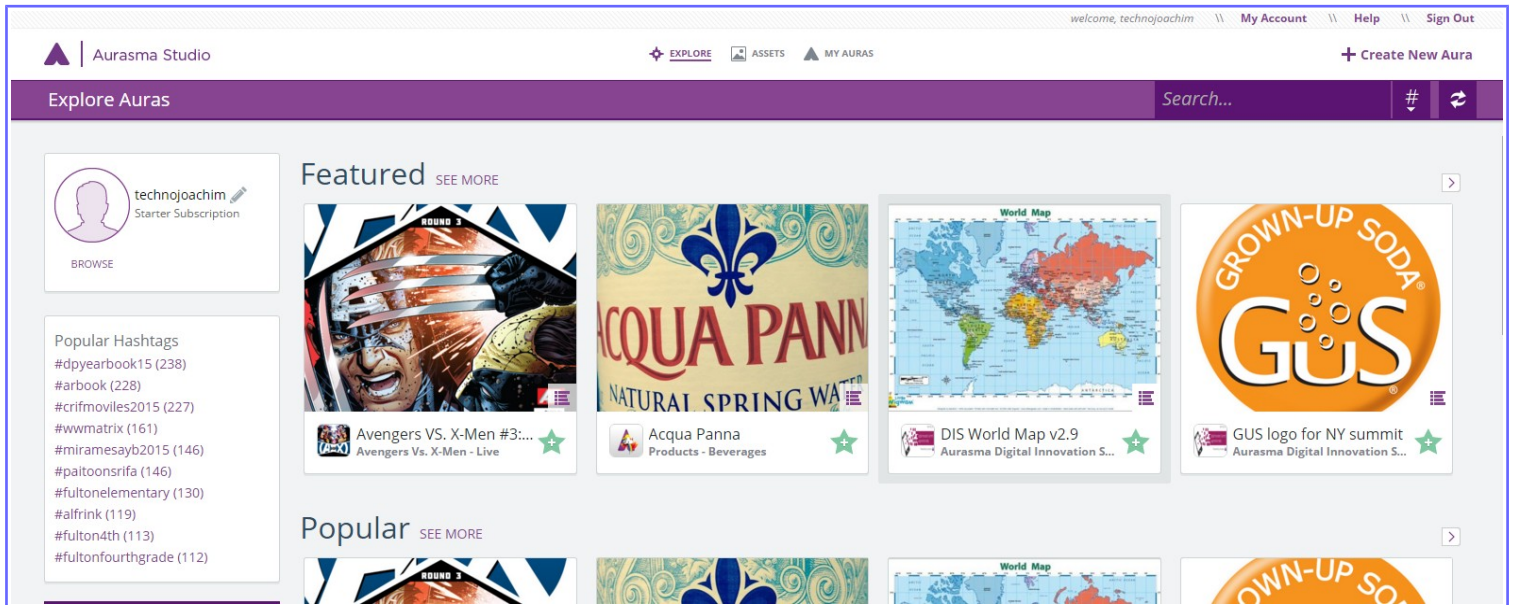 welcome, technojoachim \\ My Account \\ Help \\ Sign Out
Aurasma Studio
EXPLORE ASSETS MY AURAS
+ Create New Aura
Explore Auras
Search...
#
technojoachim
Starter Subscription
BROWSE
Popular Hashtags
#dpyearbook15 (238)
#arbook (228)
#crifmoviles2015 (227)
#wwmatrix (161)
#miramesayb2015 (146)
#paitoonsrifa (146)
#fultonelementary (130)
#alfrink (119)
#fulton4th (113)
#fultonfourthgrade (112)
Featured SEE MORE
ROUND 3
Avengers VS. X-Men #3:...
Avengers Vs. X-Men - Live
ACQUA PANN
NATURAL SPRING WATER
Acqua Panna
Products - Beverages
World Map
ANTARCTICA
DIS World Map v2.9
Aurasma Digital Innovation S...
GROWN-UP SODA®
GuS®
GUS logo for NY summit
Aurasma Digital Innovation S...
Popular SEE MORE
ROUND 3
World Map
OWN-UP SO